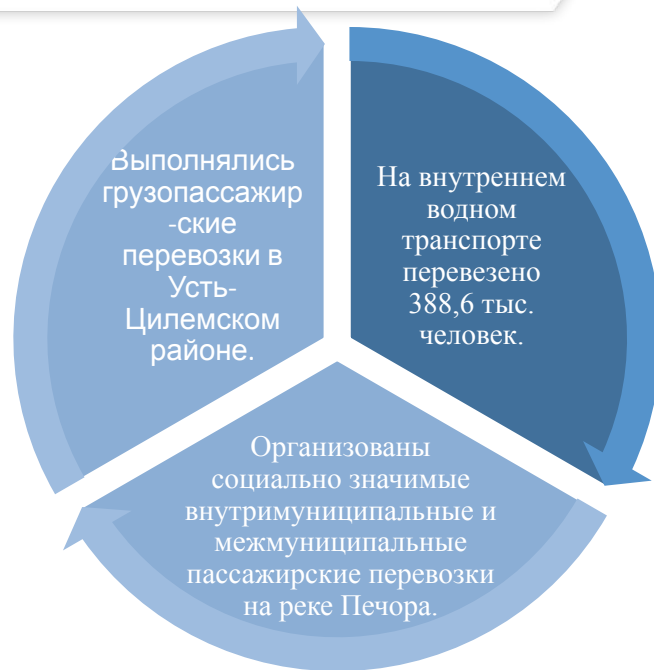 Выполнялись
грузопассажир
-ские
перевозки в
Усть-
Цилемском
районе.
На внутреннем
водном
транспорте
перевезено
388,6 тыс.
человек.
Организованы
социально значимые
внутримуниципальные и
межмуниципальные
пассажирские перевозки
на реке Печора.